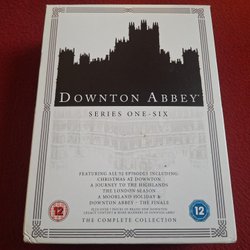 DOWNTON ABBEY
SERIES ONE-SIX
FEATURING ALL 52 EPISODES INCLUDING
CHRISTMAS AT DOWNTON
A JOURNEY TO THE HIGHLANDS
THE LONDON SEASON
A MOORLAND HOLIDAY &
DOWNTON ABBEY - THE FINALE
12
THE COMPLETE COLLECTION
12